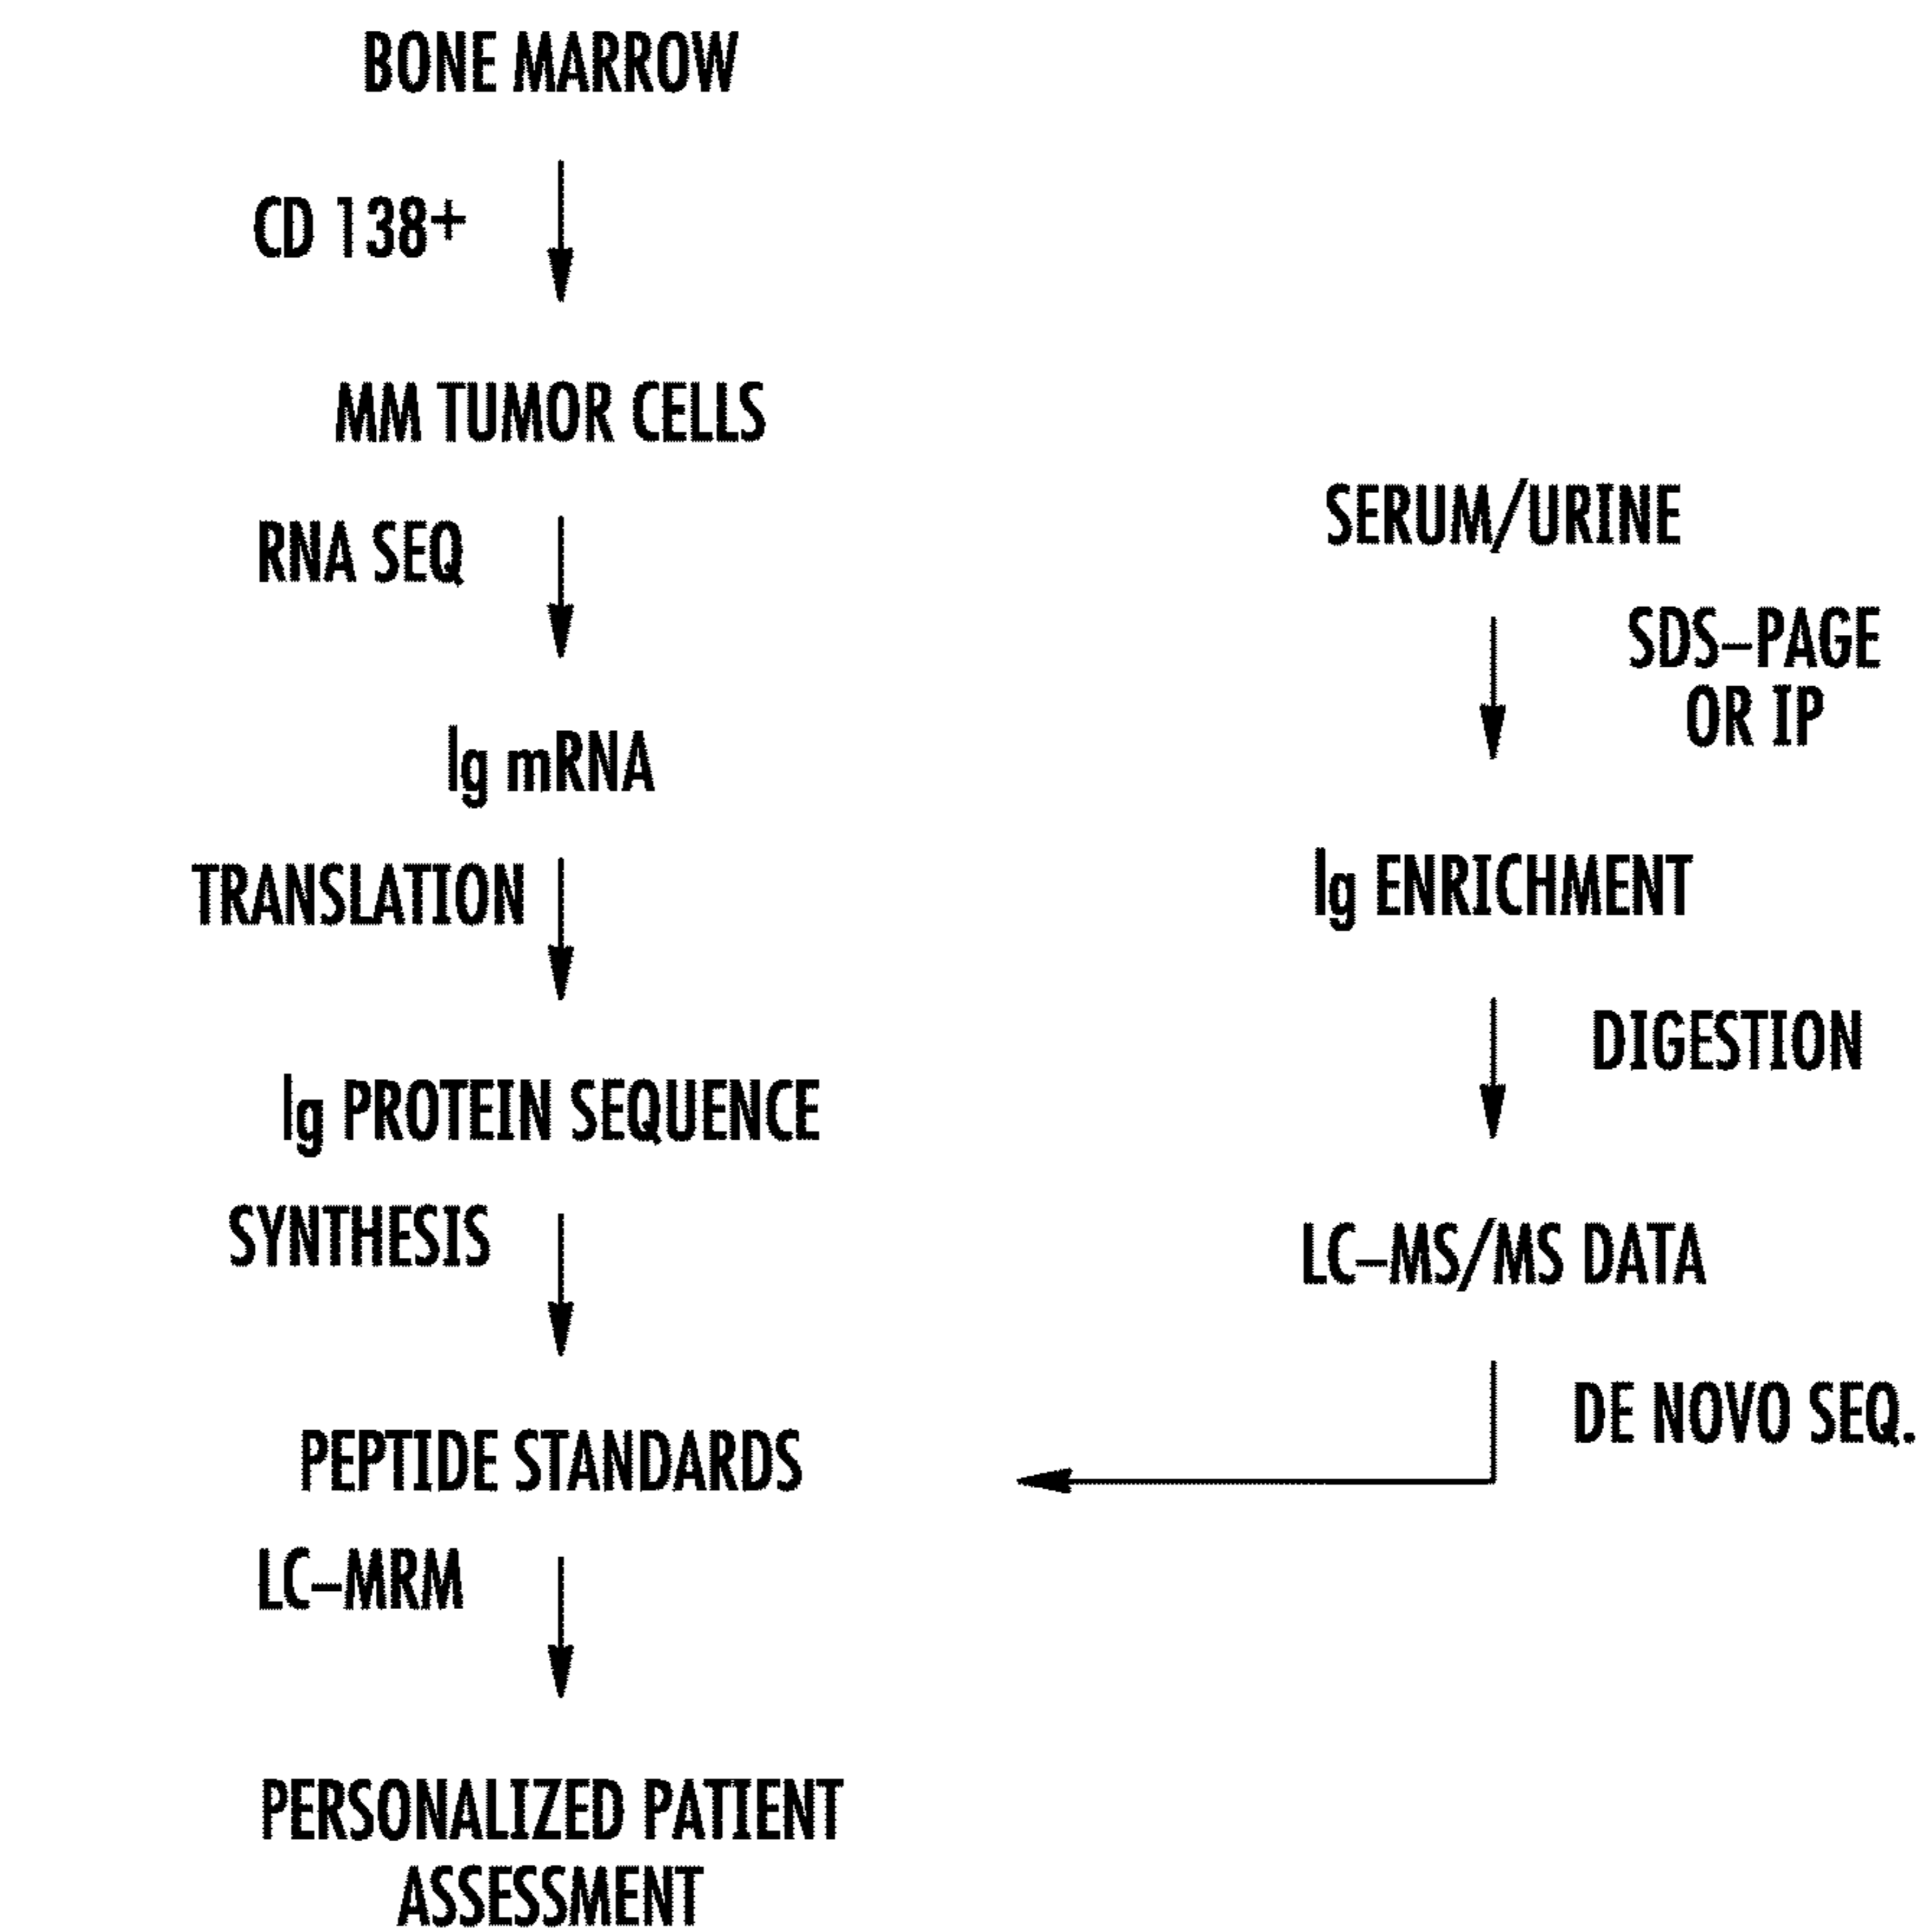 BONE MARROW
CD 138+
MM TUMOR CELLS
RNA SEQ
Ig mRNA
TRANSLATION
Ig PROTEIN SEQUENCE
SYNTHESIS
PEPTIDE STANDARDS
LC-MRM
PERSONALIZED PATIENT
ASSESSMENT
SERUM/URINE
SDS-PAGE
OR IP
Ig ENRICHMENT
DIGESTION
LC-MS/MS DATA
DE NOVO SEQ.